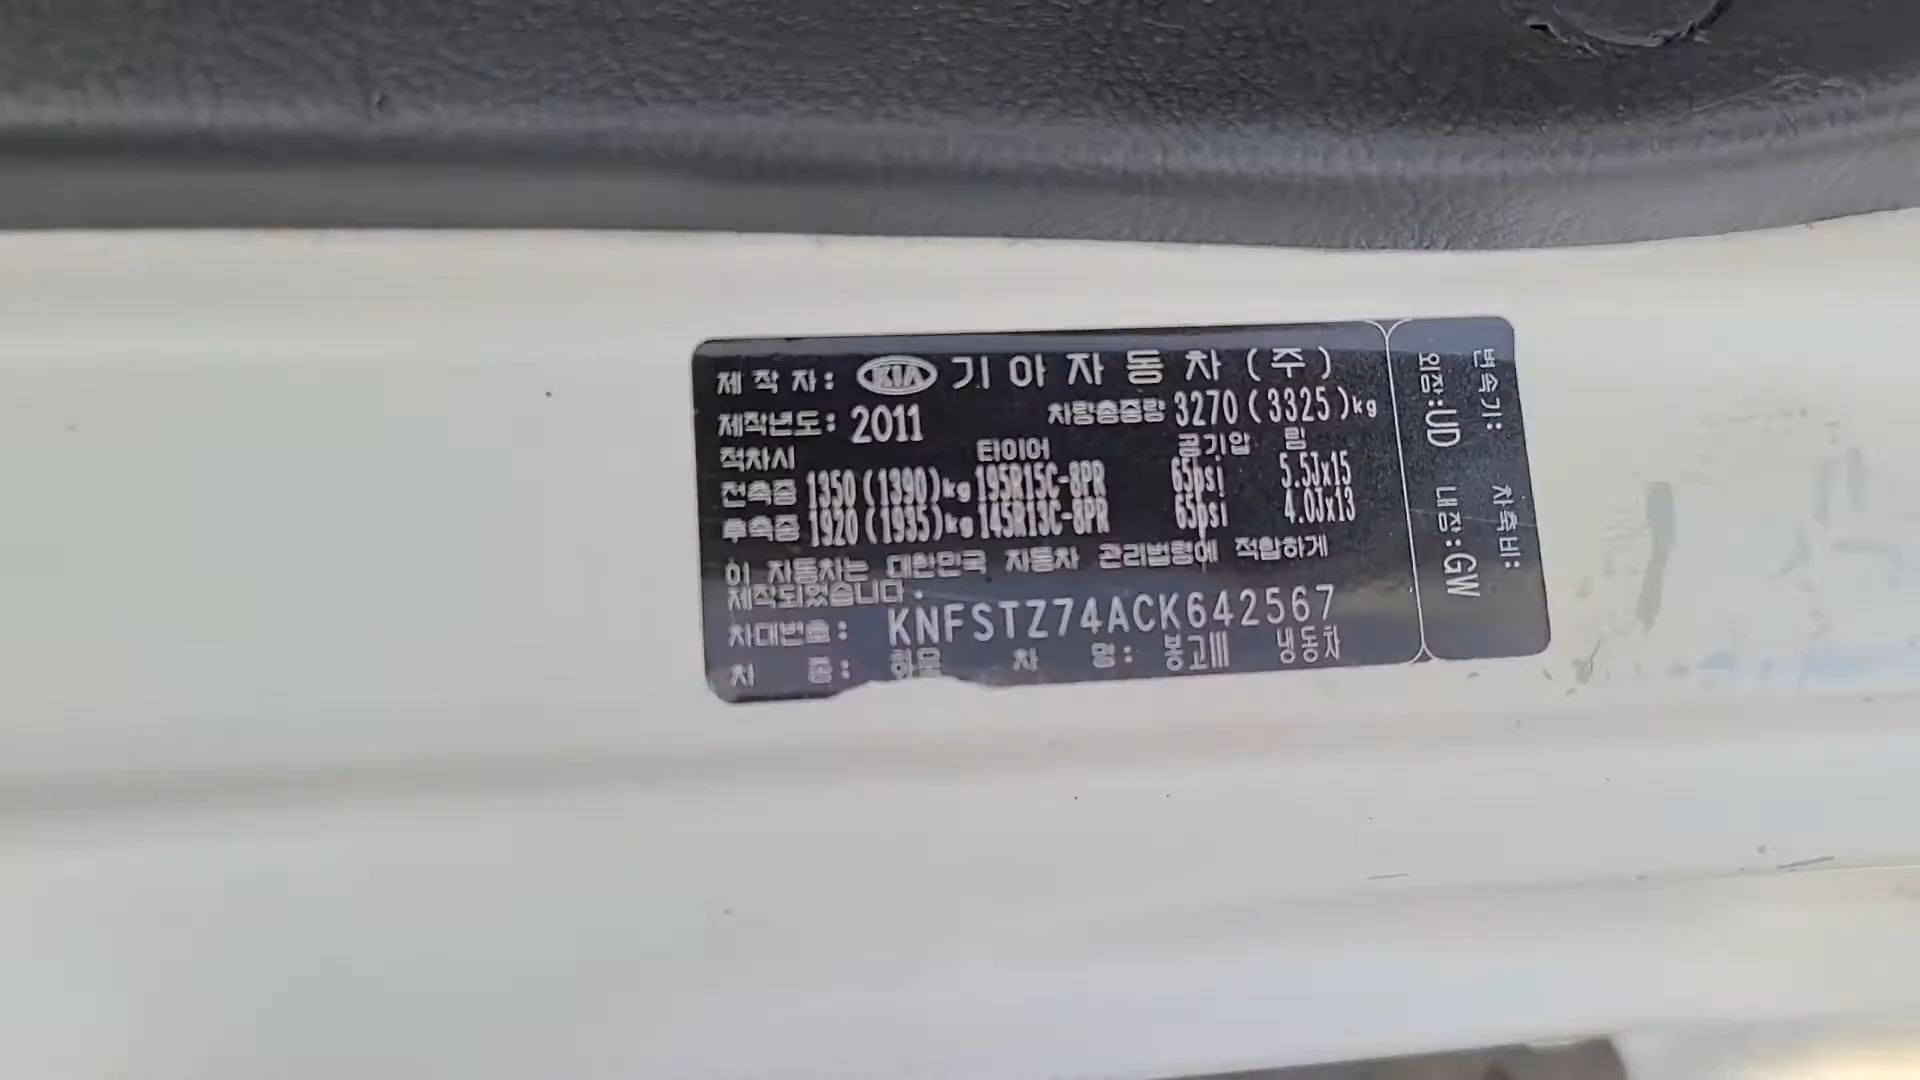 제작자: KIA 기아자동차(주)
제작년도: 2011 차량총중량 3270(3325)kg
적차시 타이어 공기압 림
전축중 1350(1390)kg 195R15C-8PR 65psi 5.5Jx15
후축중 1920(1935)kg 145R13C-8PR 65psi 4.0Jx13
이 자동차는 대한민국 자동차 관리법령에 적합하게
제작되었습니다.
차대번호: KNFSTZ74ACK642567
차 종: 화물 차 명: 봉고III 냉동차
변속기: 차축비:
외장:UD 내장:GW